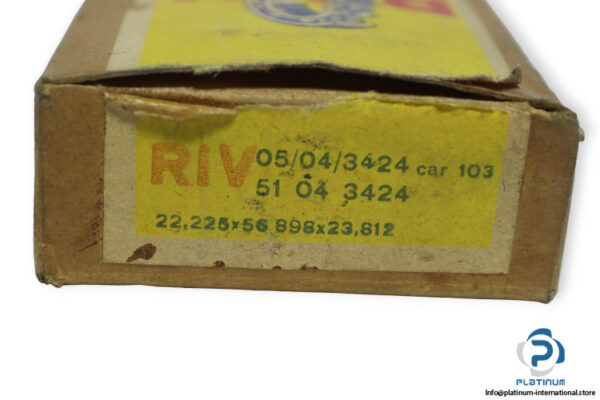 RIV 05/04/3424 car 103
51 04 3424
22,225x56 898x23,812
PLATINUM
Info@platinum-international.store